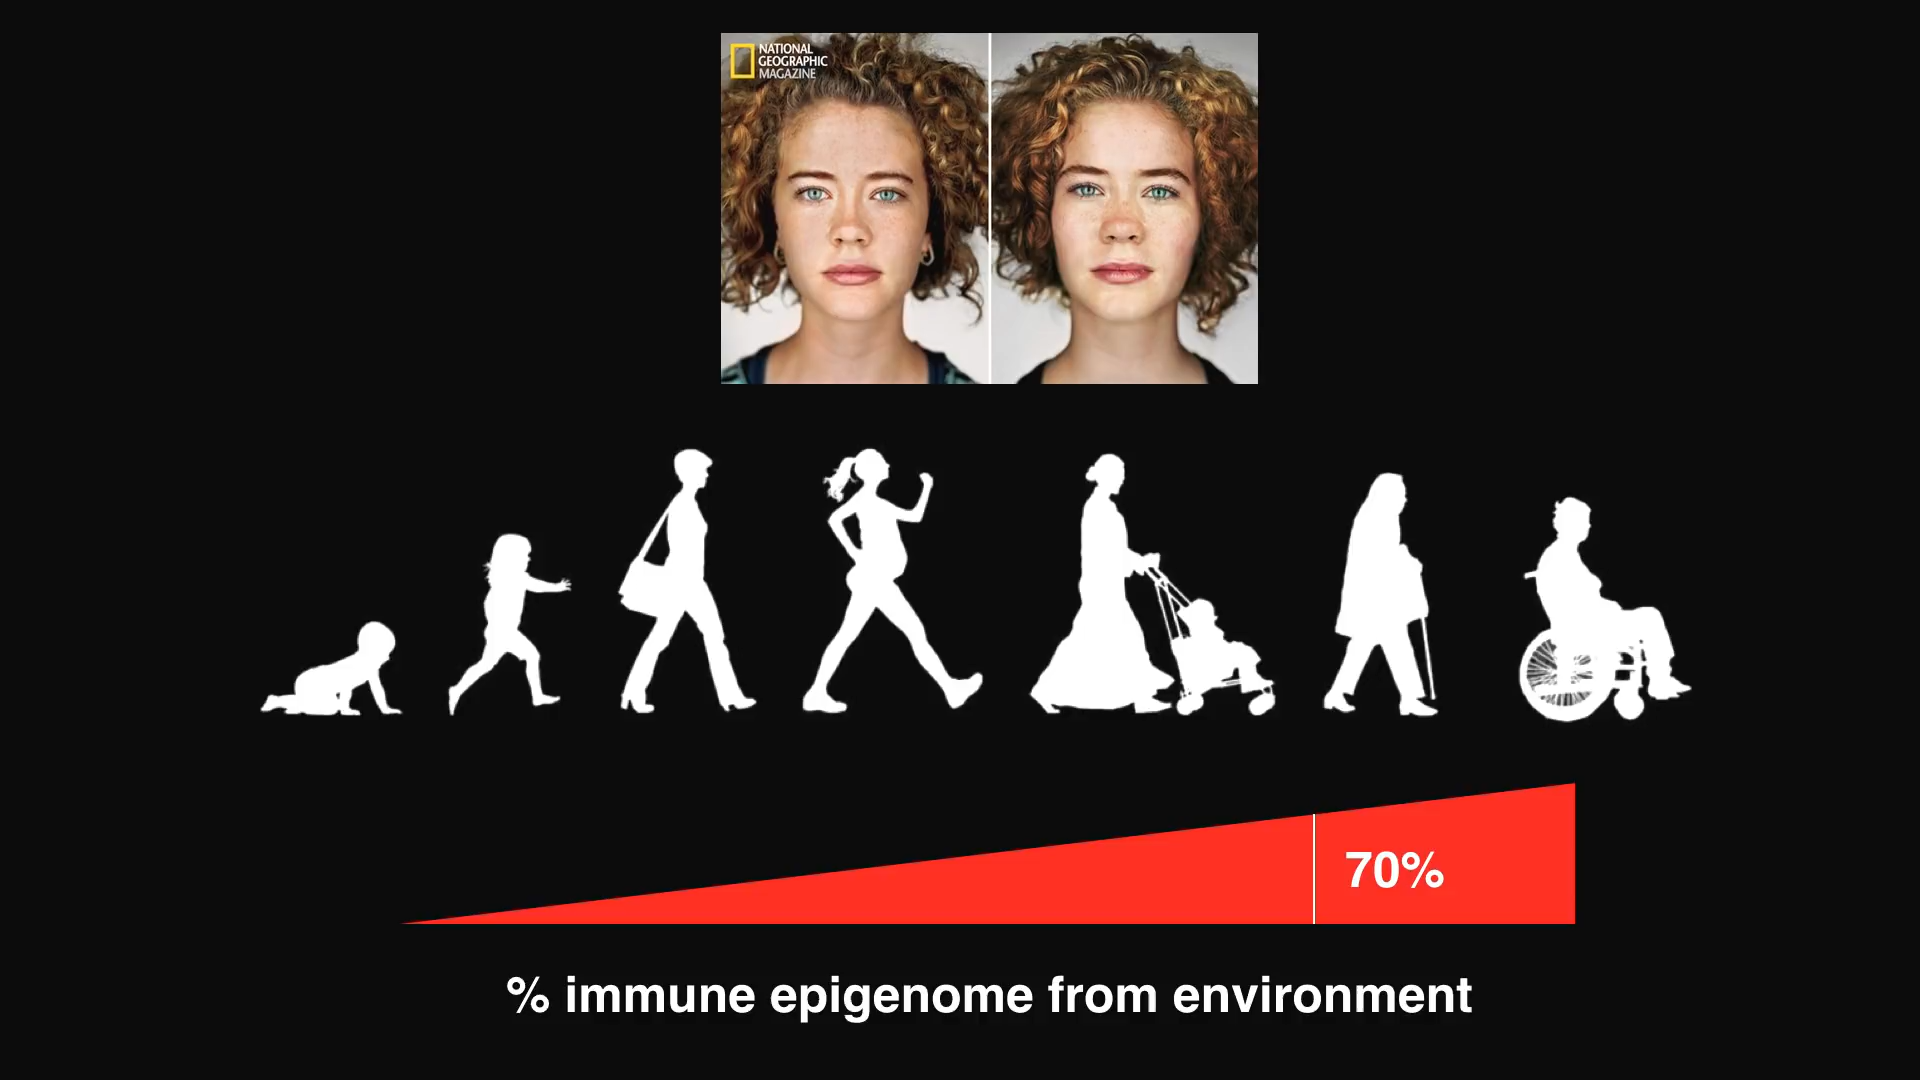 NATIONAL
GEOGRAPHIC
MAGAZINE
70%
% immune epigenome from environment